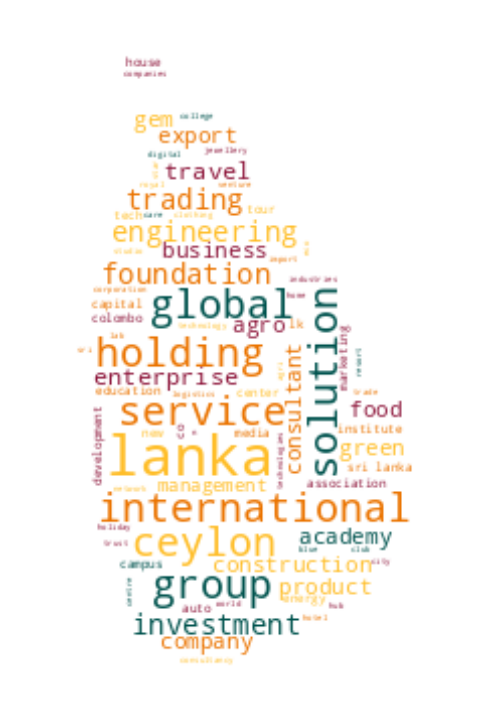 house
companies
gem college
export
digital jewellery
travel
royal venture
trading
tech care clothing tour
engineering
business
studio import
foundation
industries
corporation
global home
capital
colombo technology agro lk
solution
marketing
lab
sri holding
resort
enterprise
consultant
agri
education logistics center trade
service food
development
new co media institute
lanka green
technologies
sri lanka
network management association
international
holiday
ceylon academy
trust blue club
campus construction city
centre
group product
energy
auto world hub
investment hotel
company
consultancy